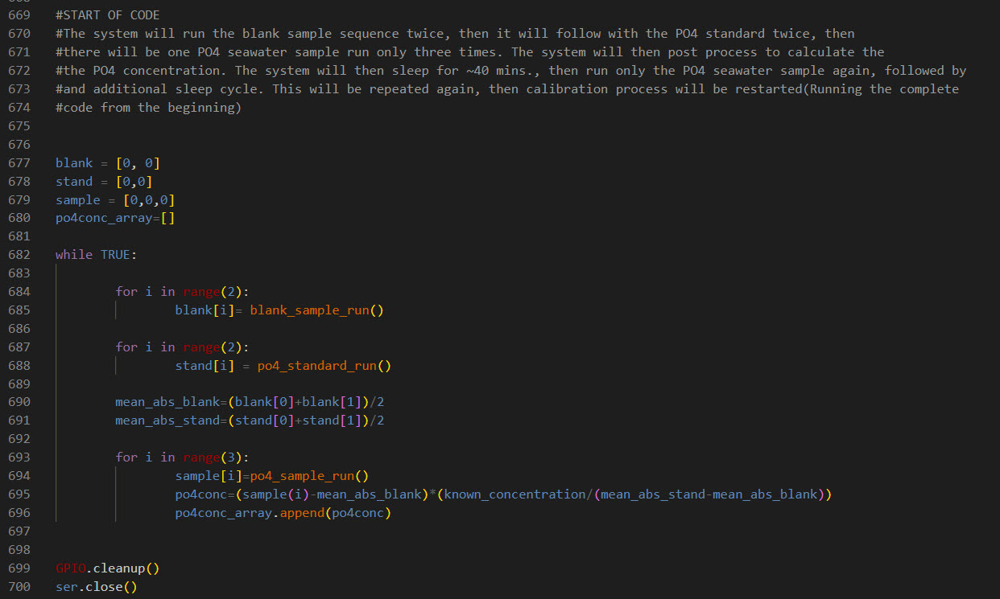 669 #START OF CODE
670 #The system will run the blank sample sequence twice, then it will follow with the PO4 standard twice, then
671 #there will be one PO4 seawater sample run only three times. The system will then post process to calculate the
672 #the PO4 concentration. The system will then sleep for ~40 mins., then run only the PO4 seawater sample again, followed by
673 #and additional sleep cycle. This will be repeated again, then calibration process will be restarted(Running the complete
674 #code from the beginning)
675
676
677 blank = [0, 0]
678 stand = [0,0]
679 sample = [0,0,0]
680 po4conc_array=[]
681
682 while TRUE:
683
684 for i in range(2):
685 blank[i]= blank_sample_run()
686
687 for i in range(2):
688 stand[i] = po4_standard_run()
689
690 mean_abs_blank=(blank[0]+blank[1])/2
691 mean_abs_stand=(stand[0]+stand[1])/2
692
693 for i in range(3):
694 sample[i]=po4_sample_run()
695 po4conc=(sample(i)-mean_abs_blank)*(known_concentration/(mean_abs_stand-mean_abs_blank))
696 po4conc_array.append(po4conc)
697
698
699 GPIO.cleanup()
700 ser.close()